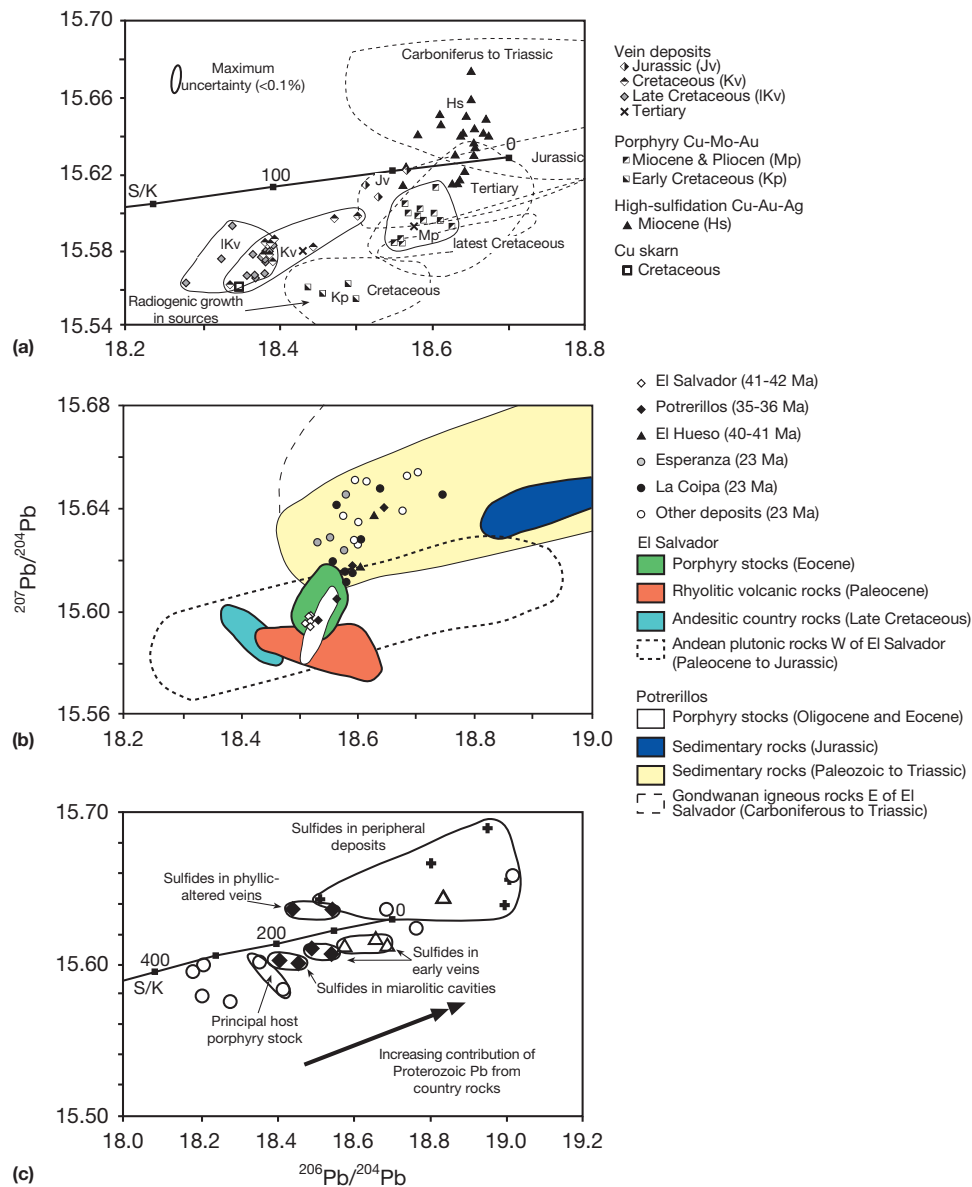 15.70
15.66
15.62
15.58
15.54
18.2
18.4
18.6
18.8
(a)
Maximum
uncertainty (<0.1%)
Carboniferus to Triassic
Hs
0
Jurassic
100
S/K
Jv
Tertiary
lKv
Kv
Mp
latest Cretaceous
Radiogenic growth
in sources
Kp
Cretaceous
Vein deposits
Jurassic (Jv)
Cretaceous (Kv)
Late Cretaceous (lKv)
Tertiary
Porphyry Cu-Mo-Au
Miocene & Pliocen (Mp)
Early Cretaceous (Kp)
High-sulfidation Cu-Au-Ag
Miocene (Hs)
Cu skarn
Cretaceous
15.68
15.64
15.60
15.56
18.2
18.4
18.6
18.8
19.0
(b)
207Pb/204Pb
El Salvador (41-42 Ma)
Potrerillos (35-36 Ma)
El Hueso (40-41 Ma)
Esperanza (23 Ma)
La Coipa (23 Ma)
Other deposits (23 Ma)
El Salvador
Porphyry stocks (Eocene)
Rhyolitic volcanic rocks (Paleocene)
Andesitic country rocks (Late Cretaceous)
Andean plutonic rocks W of El Salvador
(Paleocene to Jurassic)
Potrerillos
Porphyry stocks (Oligocene and Eocene)
Sedimentary rocks (Jurassic)
Sedimentary rocks (Paleozoic to Triassic)
Gondwanan igneous rocks E of El
Salvador (Carboniferous to Triassic)
15.70
15.60
15.50
18.0
18.2
18.4
18.6
18.8
19.0
19.2
(c)
206Pb/204Pb
Sulfides in peripheral
deposits
Sulfides in phyllic-
altered veins
0
200
400
S/K
Sulfides in
early veins
Sulfides in miarolitic cavities
Principal host
porphyry stock
Increasing contribution of
Proterozoic Pb from
country rocks